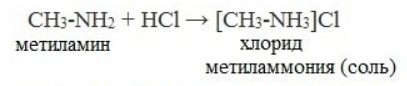 CH3-NH2 + HCl → [CH3-NH3]Cl
метиламин хлорид
метиламмония (соль)